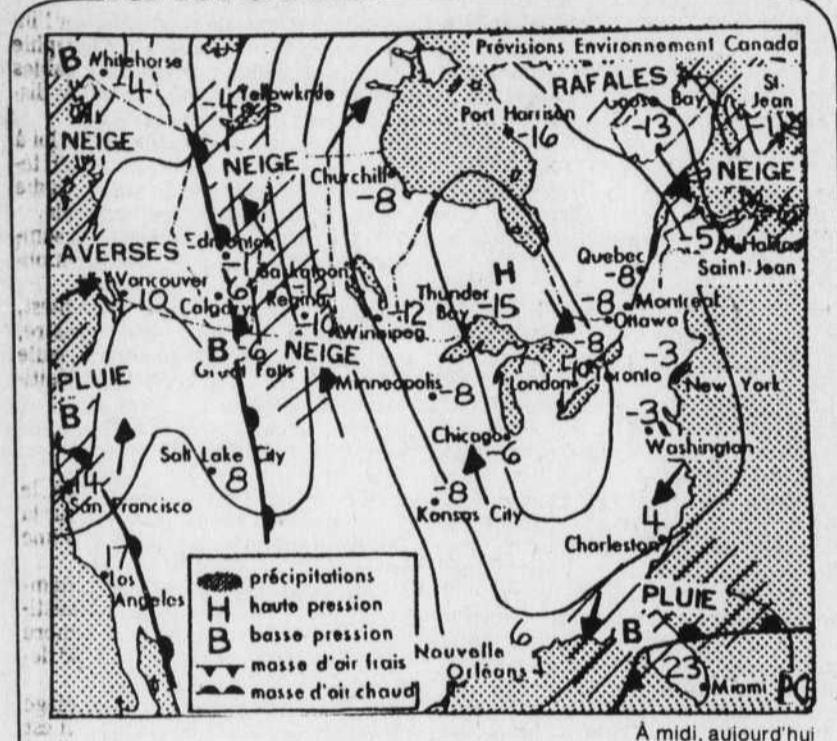 Prévisions Environnement Canada
B
Whitehorse
-4
-4
Yellowknife
RAFALES
Goose Bay
-13
St-Jean
-1
Port Harrison
-16
NEIGE
NEIGE
Churchill
-8
NEIGE
AVERSES
Edmonton
-1
Saskatoon
-12
Vancouver
10
Calgary
6
Regina
-10
Winnipeg
-12
H
Thunder Bay
-15
Quebec
-8
-5
Halifax
Saint-Jean
-8
Montreal
Ottawa
B
-6
Great Falls
NEIGE
PLUIE
B
Minneapolis
-8
London
-10
-8
Toronto
-3
New York
Chicago
-6
-3
Washington
14
San Francisco
Salt Lake City
8
-8
Kansas City
4
Charleston
17
Los Angeles
précipitations
H haute pression
B basse pression
masse d'air frais
masse d'air chaud
6
Nouvelle Orléans
PLUIE
B
23
Miami
PC
À midi, aujourd'hui